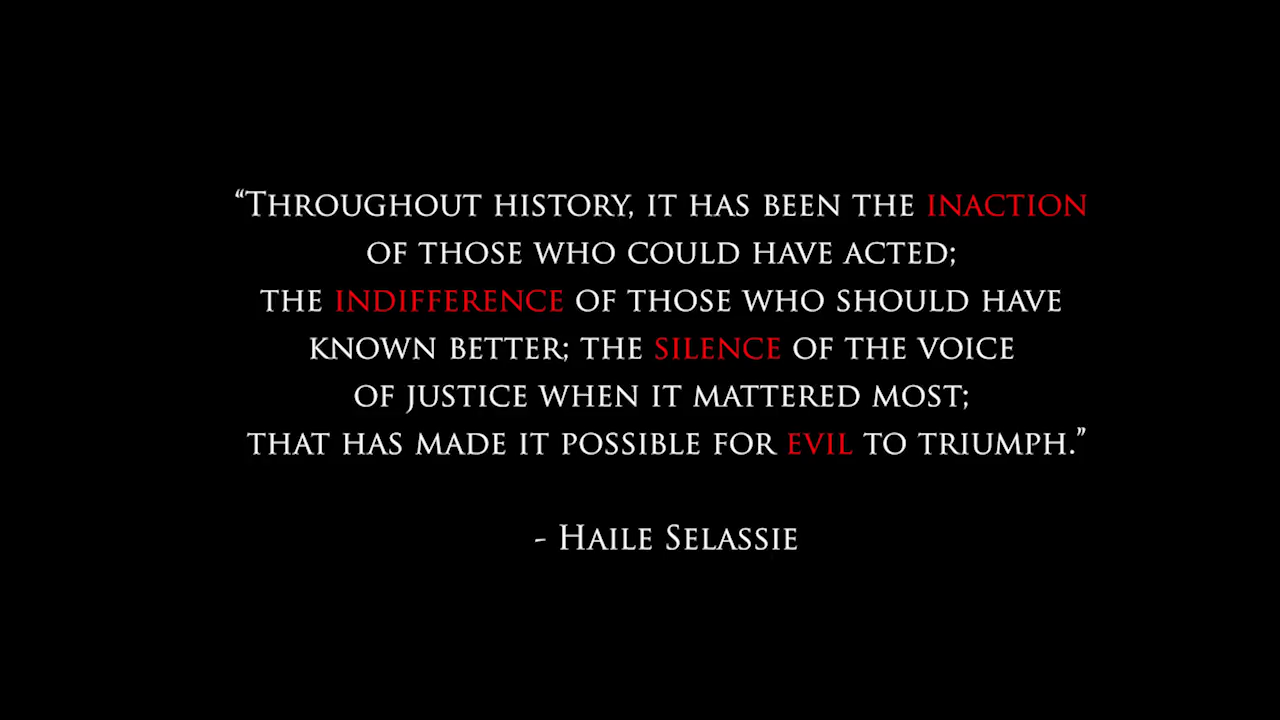 “Throughout history, it has been the inaction
of those who could have acted;
the indifference of those who should have
known better; the silence of the voice
of justice when it mattered most;
that has made it possible for evil to triumph.”
- Haile Selassie